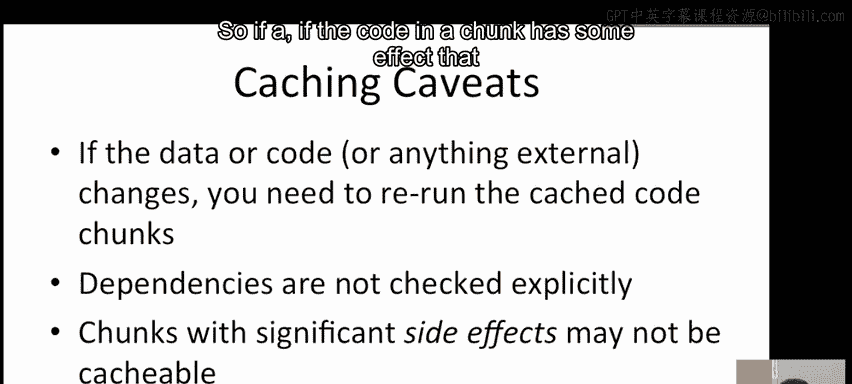 GPT中英字幕课程资源@bilibili.com
So if a, if the code in a chunk has some
effect that
Caching Caveats
• If the data or code (or anything external)
changes, you need to re-run the cached code
chunks
• Dependencies are not checked explicitly
• Chunks with significant side effects may not be
cacheable